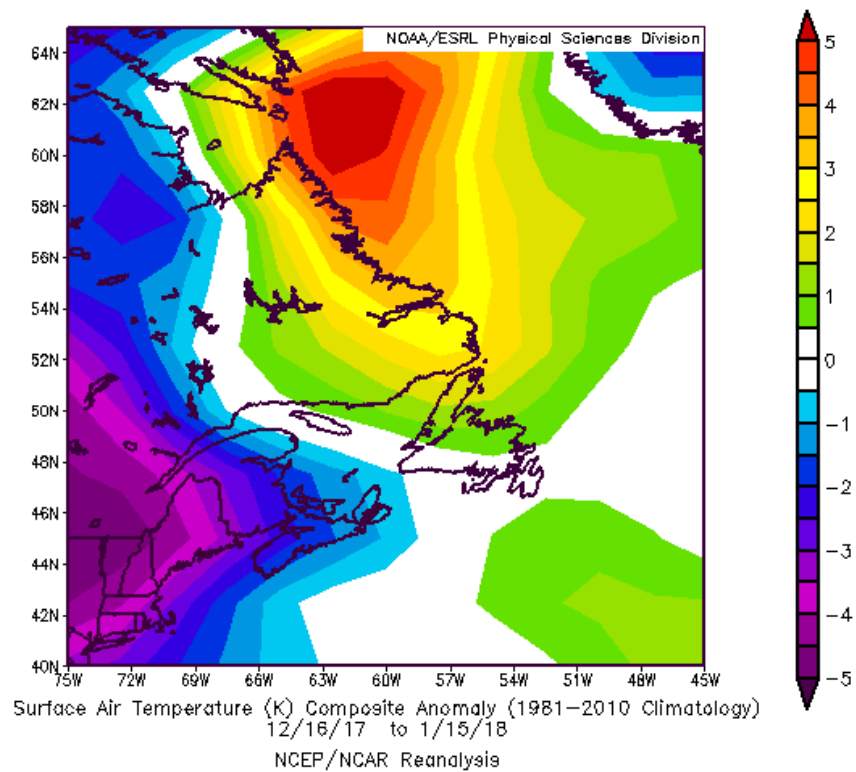 NOAA/ESRL Physical Sciences Division
64N
62N
60N
58N
56N
54N
52N
50N
48N
46N
44N
42N
40N
75W 72W 69W 66W 63W 60W 57W 54W 51W 48W 45W
5
4
3
2
1
0
-1
-2
-3
-4
-5
Surface Air Temperature (K) Composite Anomaly (1981-2010 Climatology)
12/16/17 to 1/15/18
NCEP/NCAR Reanalysis